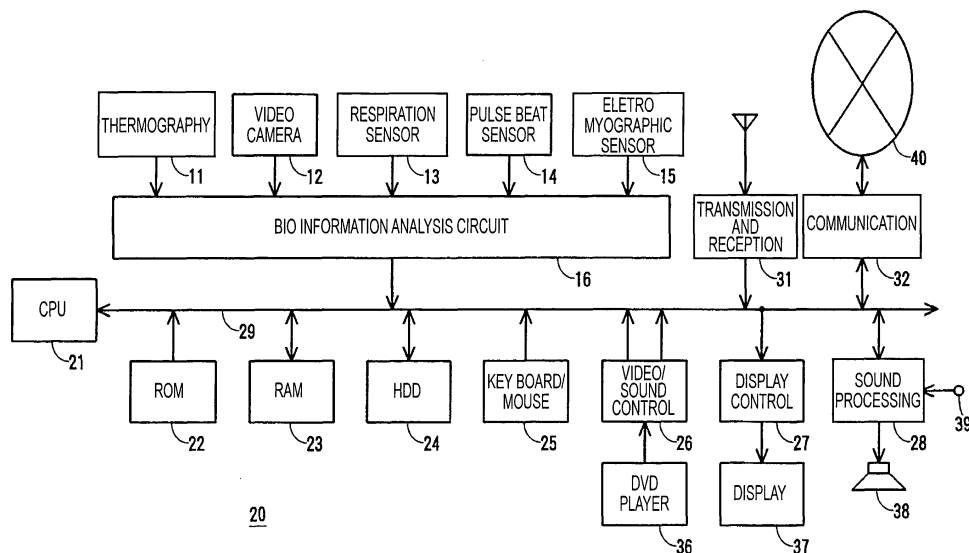 THERMOGRAPHY
VIDEO
CAMERA
RESPIRATION
SENSOR
PULSE BEAT
SENSOR
ELETRO
MYOGRAPHIC
SENSOR
11
12
13
14
15
40
BIO INFORMATION ANALYSIS CIRCUIT
TRANSMISSION
AND
RECEPTION
COMMUNICATION
16
31
32
CPU
21
29
ROM
RAM
HDD
KEY BOARD/
MOUSE
VIDEO/
SOUND
CONTROL
DISPLAY
CONTROL
SOUND
PROCESSING
39
22
23
24
25
26
27
28
DVD
PLAYER
DISPLAY
38
20
36
37